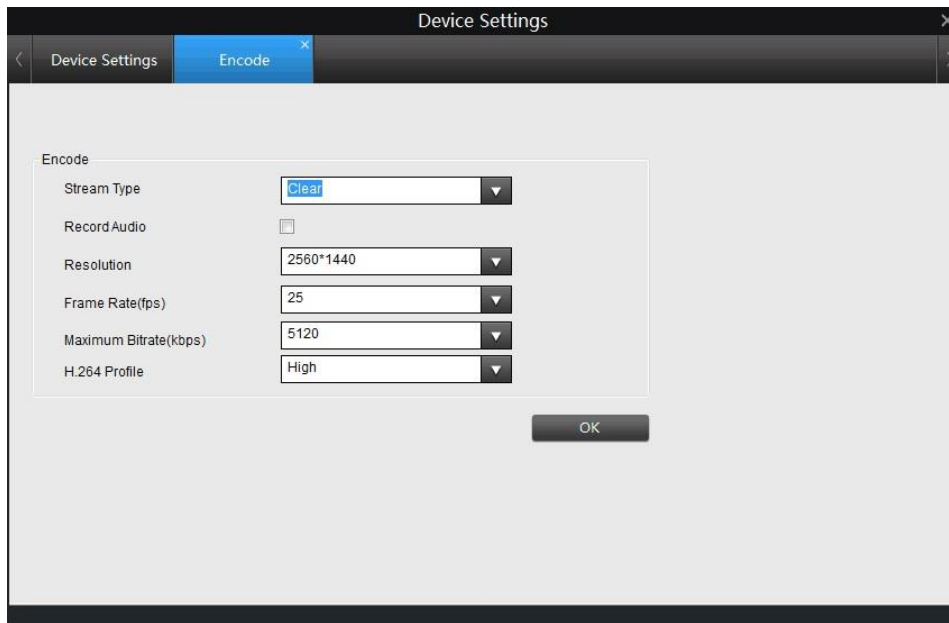 Device Settings
Device Settings
Encode
Encode
Stream Type
Clear
Record Audio
Resolution
2560*1440
Frame Rate(fps)
25
Maximum Bitrate(kbps)
5120
H.264 Profile
High
OK